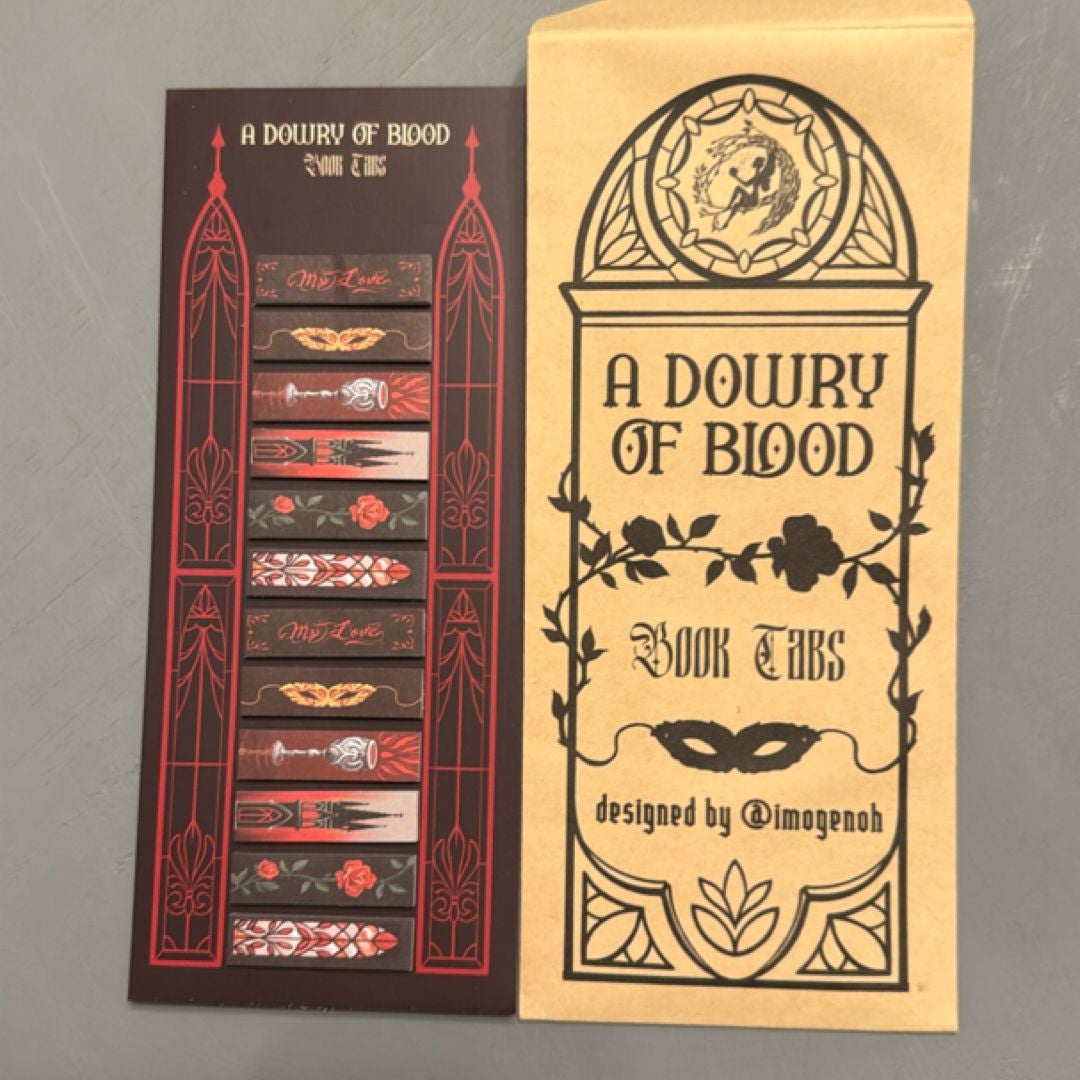 A DOWRY OF BLOOD
Book Tabs
My Love
My Love
A DOWRY
OF BLOOD
Book Tabs
designed by @imogenoh